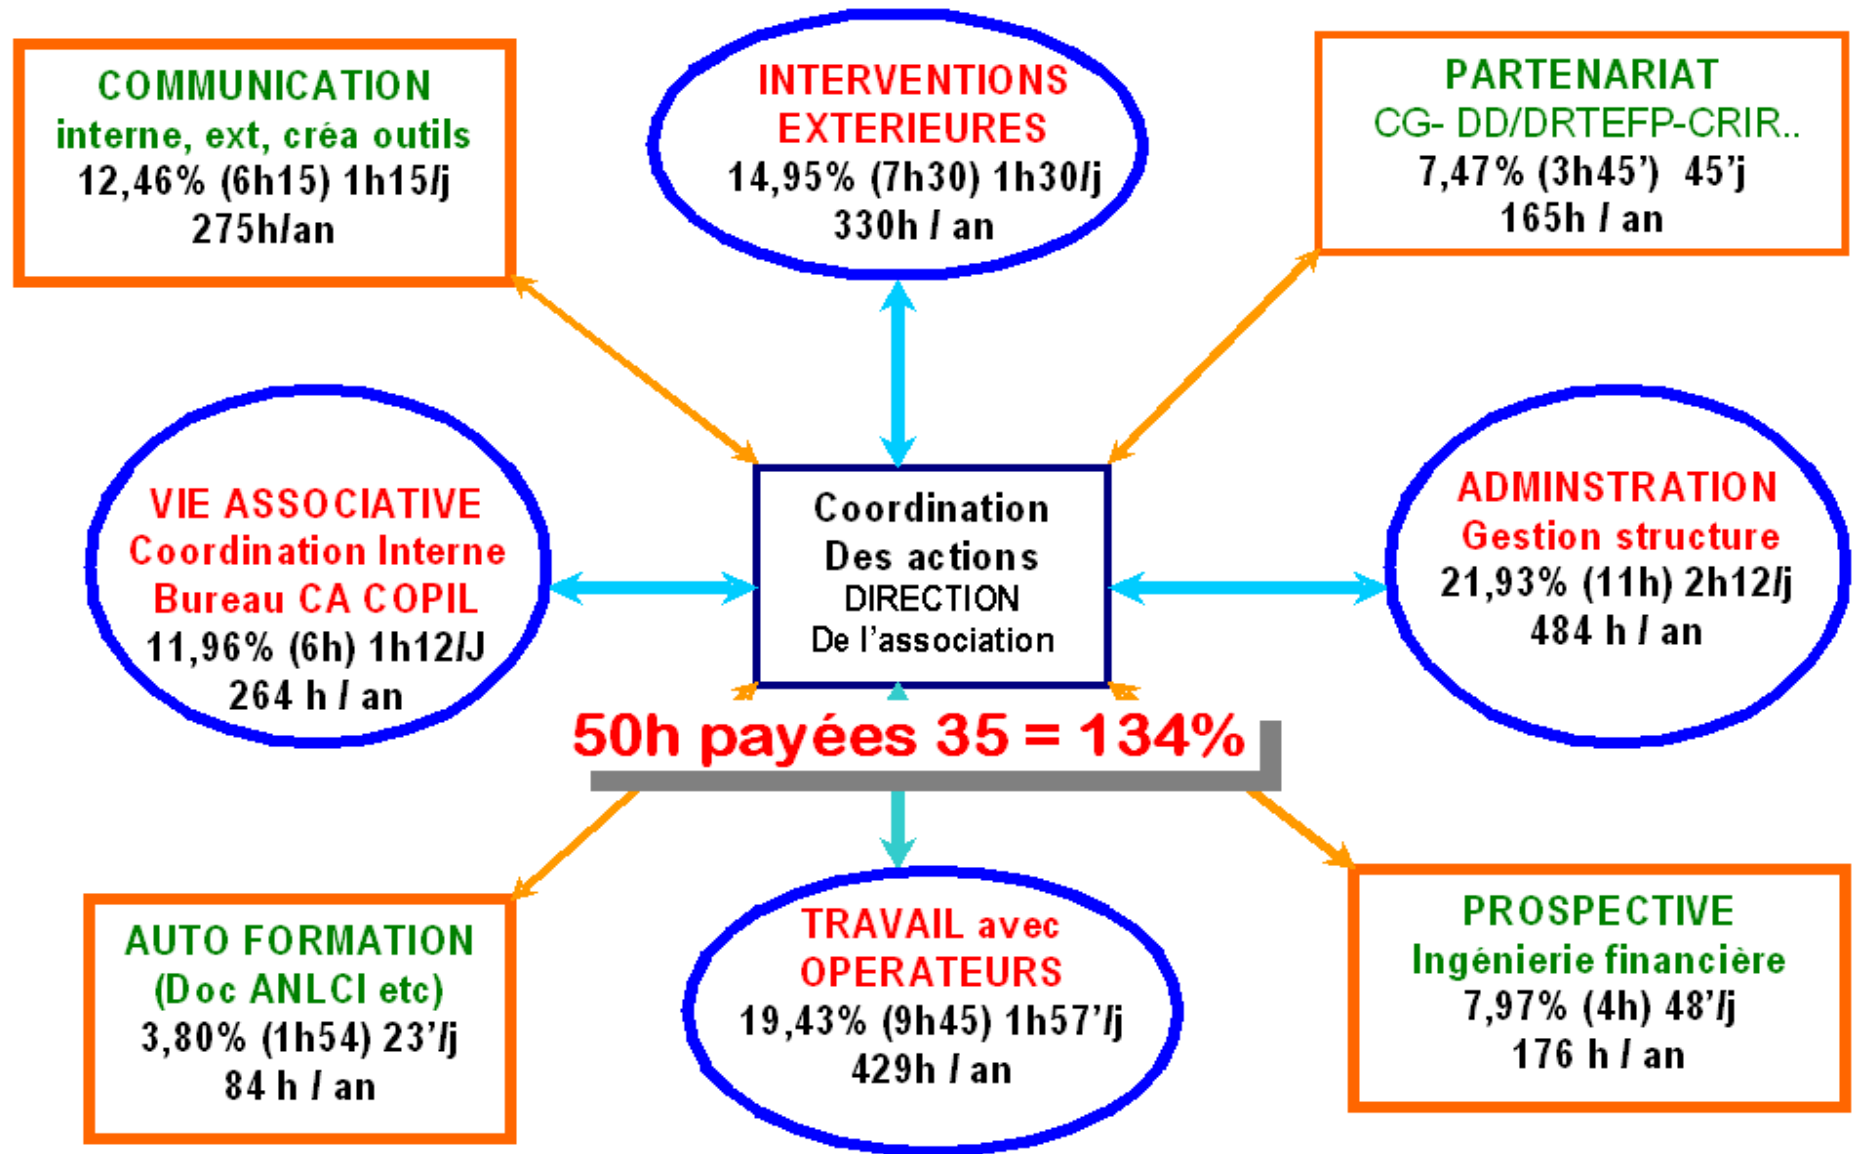 COMMUNICATION
interne, ext, créa outils
12,46% (6h15) 1h15/j
275h/an
INTERVENTIONS
EXTERIEURES
14,95% (7h30) 1h30/j
330h / an
PARTENARIAT
CG- DD/DRTEFP-CRIR..
7,47% (3h45’) 45’j
165h / an
VIE ASSOCIATIVE
Coordination Interne
Bureau CA COPIL
11,96% (6h) 1h12/J
264 h / an
Coordination
Des actions
DIRECTION
De l’association
ADMINSTRATION
Gestion structure
21,93% (11h) 2h12/j
484 h / an
50h payées 35 = 134%
AUTO FORMATION
(Doc ANLCI etc)
3,80% (1h54) 23’/j
84 h / an
TRAVAIL avec
OPERATEURS
19,43% (9h45) 1h57’/j
429h / an
PROSPECTIVE
Ingénierie financière
7,97% (4h) 48’/j
176 h / an